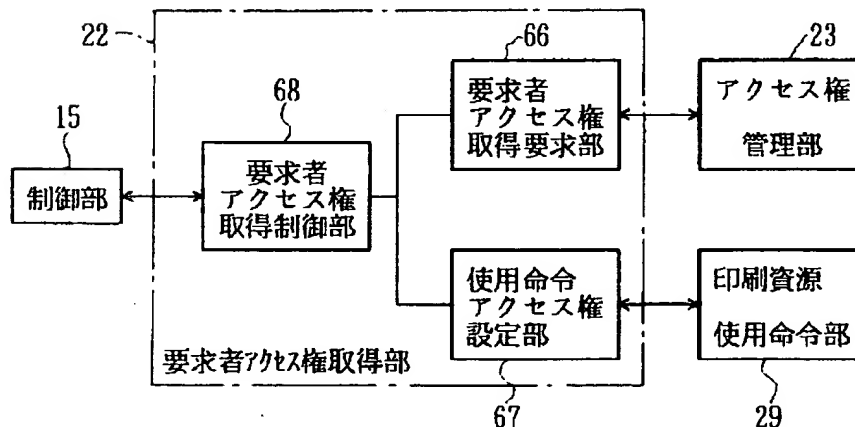 22
66
23
68
15
要求者
アクセス権
取得要求部
アクセス権
管理部
制御部
要求者
アクセス権
取得制御部
使用命令
アクセス権
設定部
印刷資源
使用命令部
要求者アクセス権取得部
67
29